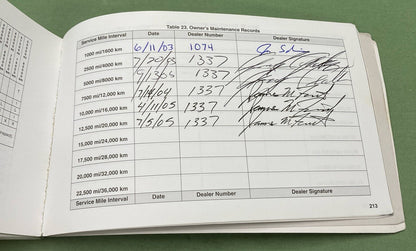 Table 23. Owner's Maintenance Records
Service Mile Interval Date Dealer Number Dealer Signature
1000 mi/1600 km 6/11/03 1074
2500 mi/4000 km 7/20/03 1337
5000 mi/8000 km 1337
7500 mi/12,000 km 1337
10,000 mi/16,000 km 4/11/05 1337 James M
12,500 mi/20,000 km 7/5/05 1337 James M
15,000 mi/24,000 km
17,500 mi/28,000 km
20,000 mi/32,000 km
22,500 mi/36,000 km
Service Mile Interval Date Dealer Number Dealer Signature
213